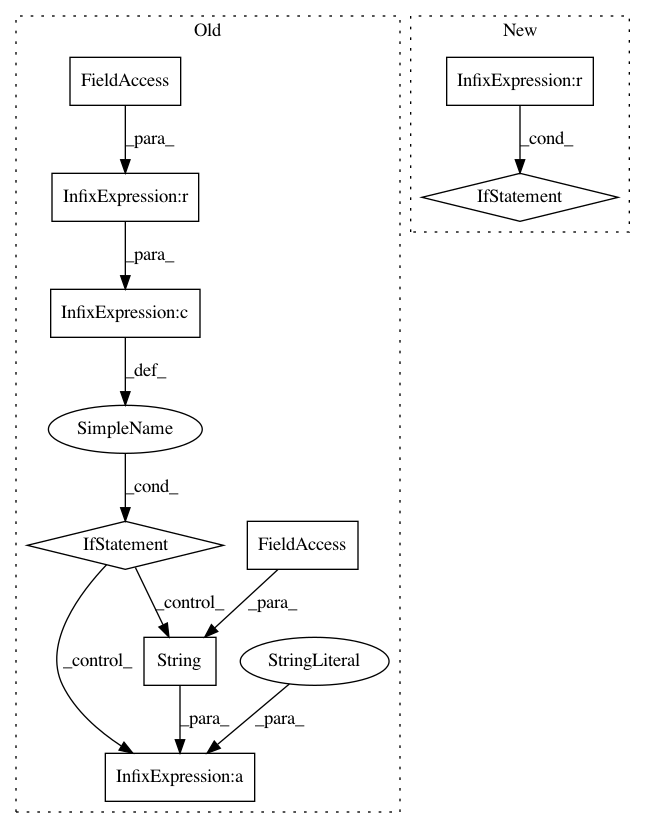 Old
New
FieldAccess
InfixExpression:r
_para_
_cond_
InfixExpression:r
IfStatement
_para_
InfixExpression:c
_def_
SimpleName
_cond_
IfStatement
FieldAccess
_control_
_para_
_control_
String
StringLiteral
_para_
_para_
InfixExpression:a